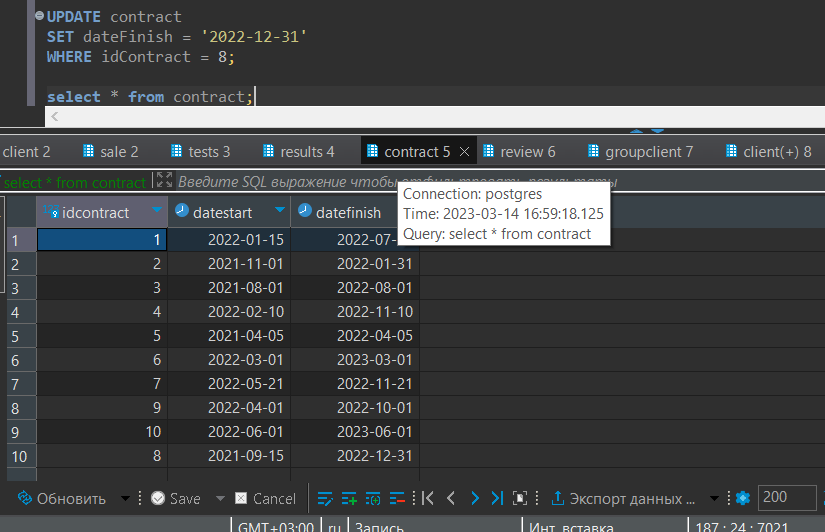 UPDATE contract
SET dateFinish = '2022-12-31'
WHERE idContract = 8;
select * from contract;
client 2 sale 2 tests 3 results 4 contract 5 review 6 groupclient 7 client(+) 8
select * from contract Введите SQL выражение чтобы отфильтровать результаты
Connection: postgres
Time: 2023-03-14 16:59:18.125
Query: select * from contract
idcontract datestart datefinish
1 1 2022-01-15 2022-07-
2 2 2021-11-01 2022-01-31
3 3 2021-08-01 2022-08-01
4 4 2022-02-10 2022-11-10
5 5 2021-04-05 2022-04-05
6 6 2022-03-01 2023-03-01
7 7 2022-05-21 2022-11-21
8 9 2022-04-01 2022-10-01
9 10 2022-06-01 2023-06-01
10 8 2021-09-15 2022-12-31
Обновить Save Cancel Экспорт данных ... 200
GMT+03:00 ru Запись Инт. вставка 187 : 24 : 7021